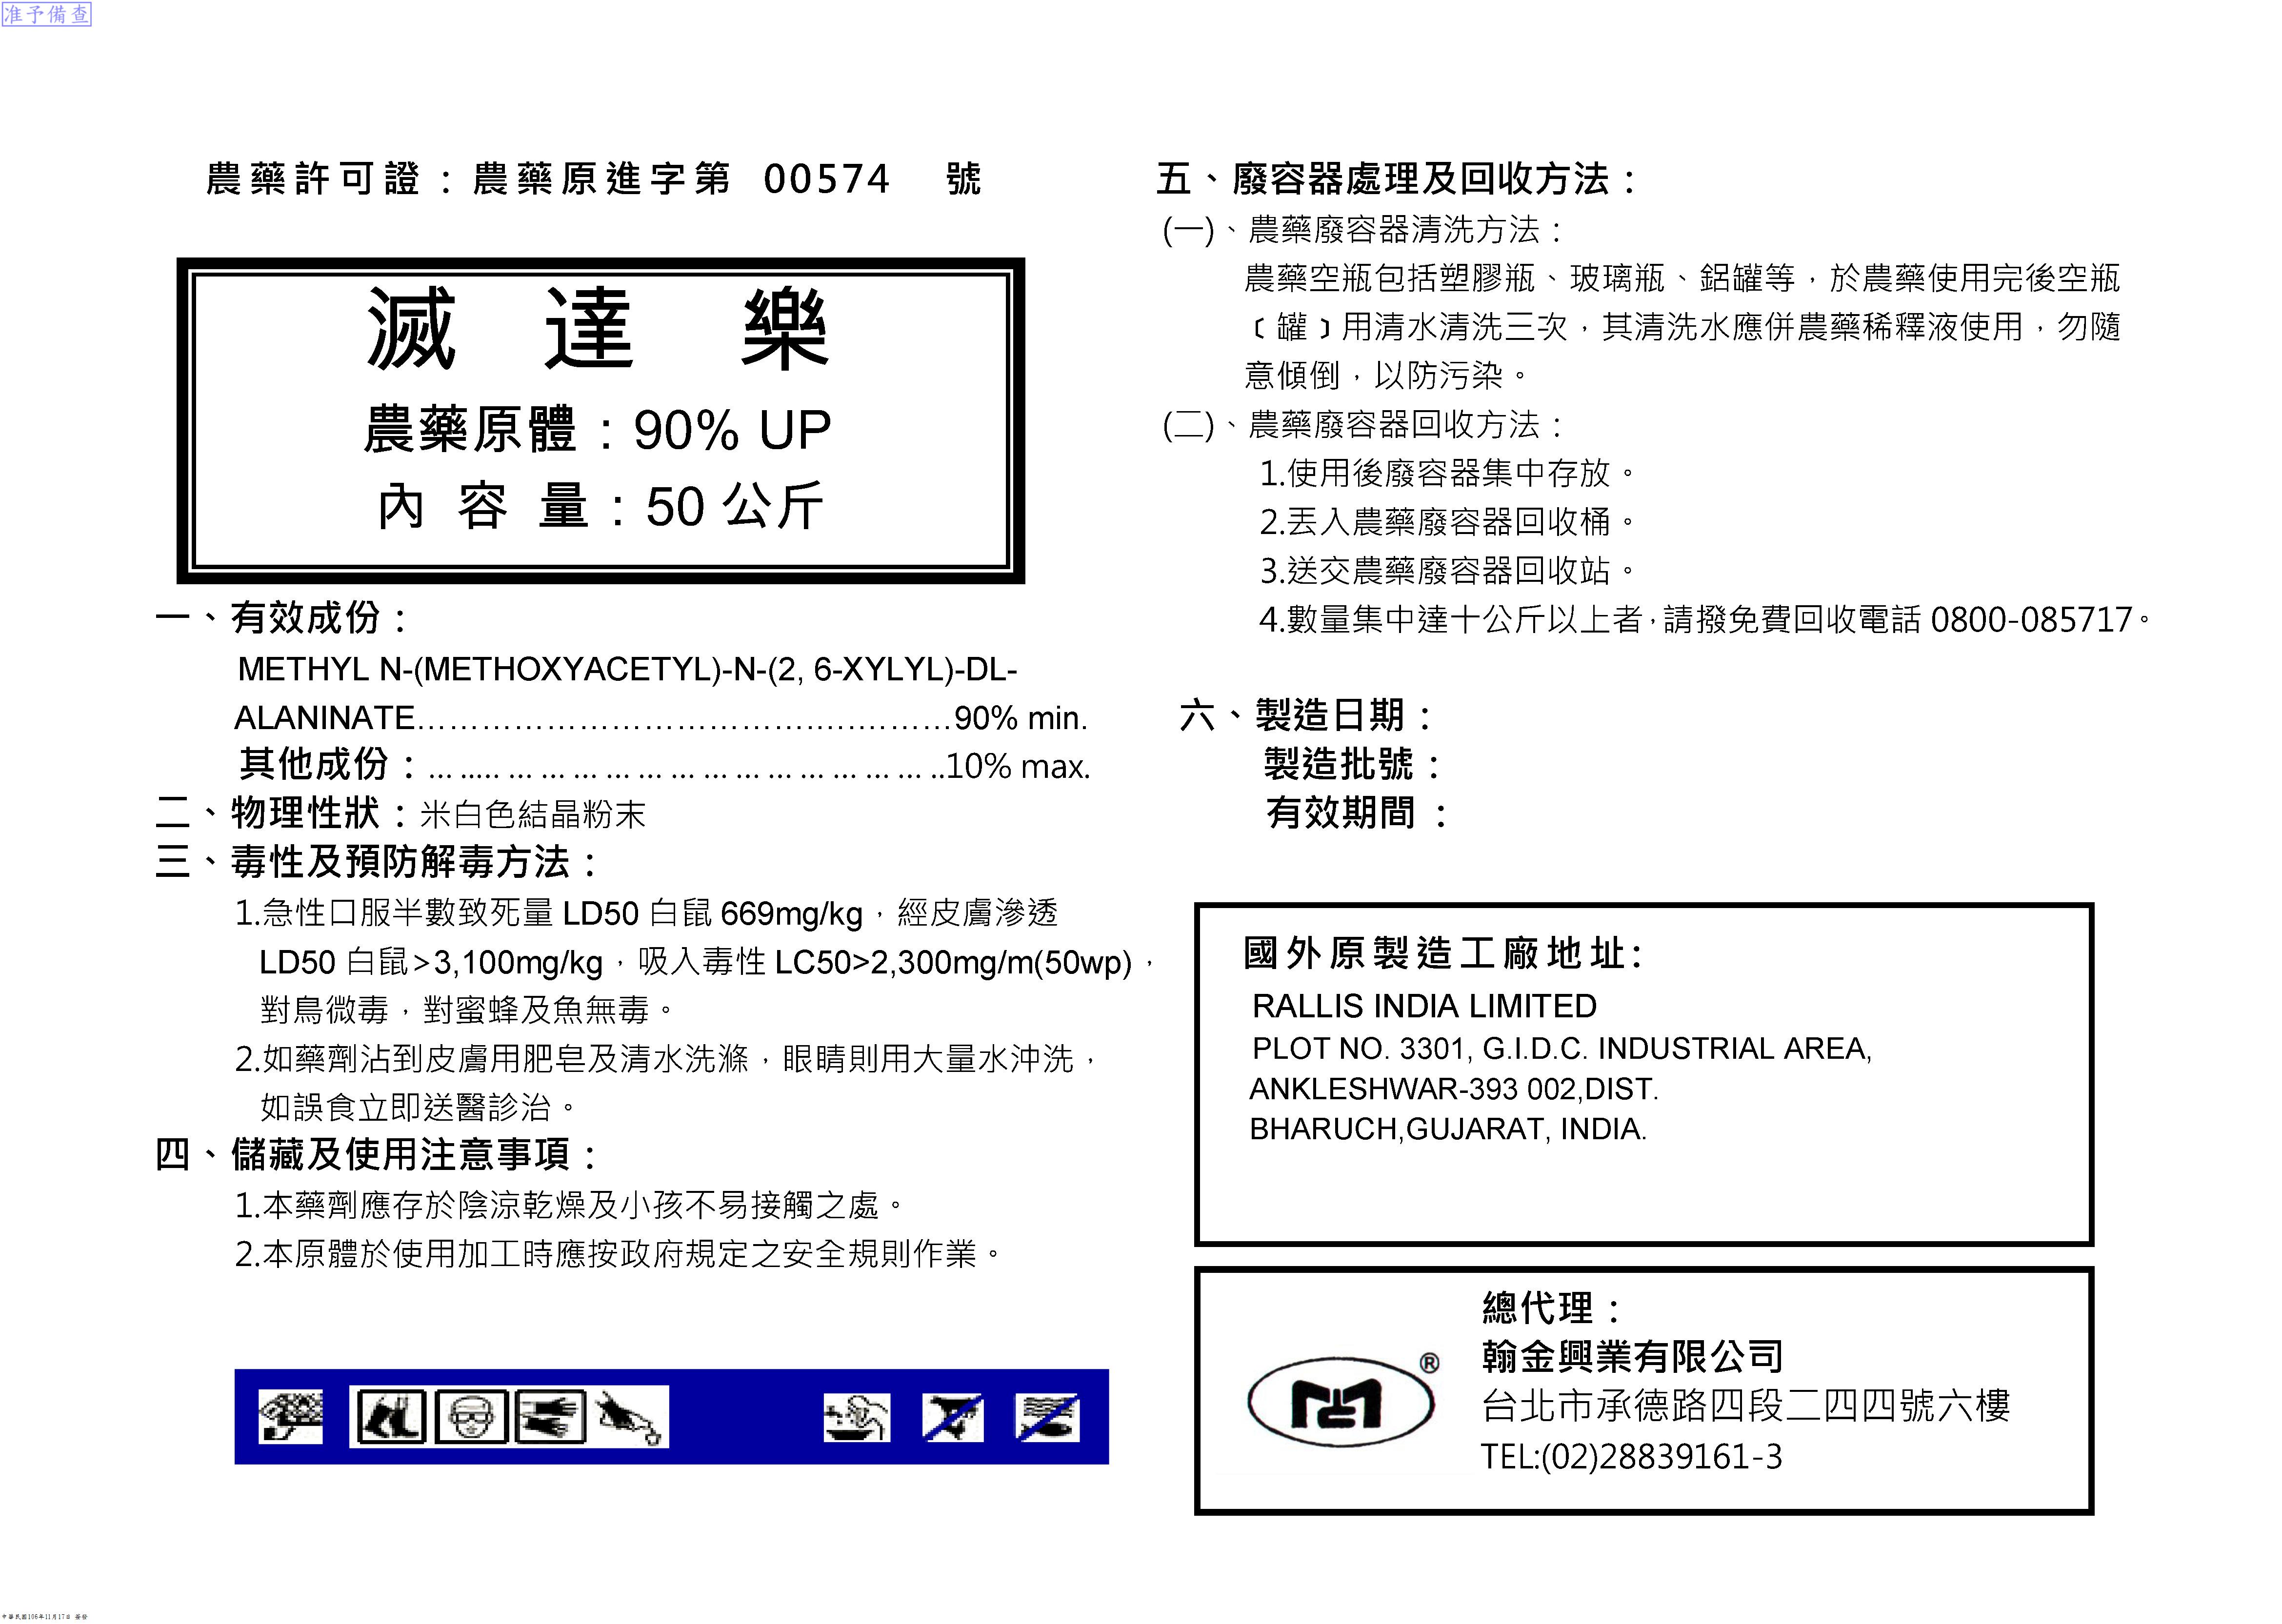 准予備查
農藥許可證：農藥原進字第 00574 號
滅 達 樂
農藥原體：90% UP
內 容 量：50 公斤
一、有效成份：
METHYL N-(METHOXYACETYL)-N-(2, 6-XYLYL)-DL-
ALANINATE……………………………………………90% min.
其他成份：… ..… … … … … … … … … … … … … … ..10% max.
二、物理性狀：米白色結晶粉末
三、毒性及預防解毒方法：
1.急性口服半數致死量 LD50 白鼠 669mg/kg，經皮膚滲透
LD50 白鼠>3,100mg/kg，吸入毒性 LC50>2,300mg/m(50wp)，
對鳥微毒，對蜜蜂及魚無毒。
2.如藥劑沾到皮膚用肥皂及清水洗滌，眼睛則用大量水沖洗，
如誤食立即送醫診治。
四、儲藏及使用注意事項：
1.本藥劑應存於陰涼乾燥及小孩不易接觸之處。
2.本原體於使用加工時應按政府規定之安全規則作業。
五、廢容器處理及回收方法：
(一)、農藥廢容器清洗方法：
農藥空瓶包括塑膠瓶、玻璃瓶、鋁罐等，於農藥使用完後空瓶
﹝罐﹞用清水清洗三次，其清洗水應併農藥稀釋液使用，勿隨
意傾倒，以防污染。
(二)、農藥廢容器回收方法：
1.使用後廢容器集中存放。
2.丟入農藥廢容器回收桶。
3.送交農藥廢容器回收站。
4.數量集中達十公斤以上者，請撥免費回收電話 0800-085717。
六、製造日期：
製造批號：
有效期間：
國外原製造工廠地址:
RALLIS INDIA LIMITED
PLOT NO. 3301, G.I.D.C. INDUSTRIAL AREA,
ANKLESHWAR-393 002,DIST.
BHARUCH,GUJARAT, INDIA.
®
總代理：
翰金興業有限公司
台北市承德路四段二四四號六樓
TEL:(02)28839161-3
中華民國106年11月17日